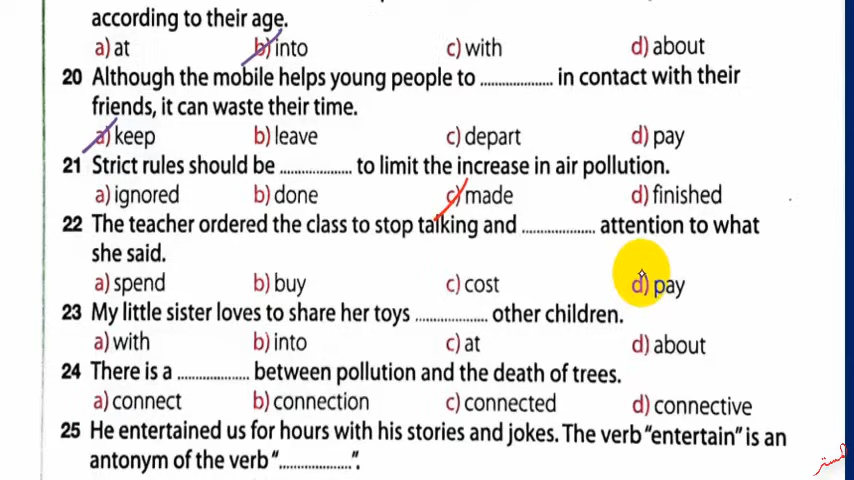 according to their age.
a) at b) into c) with d) about
20 Although the mobile helps young people to .................. in contact with their
friends, it can waste their time.
a) keep b) leave c) depart d) pay
21 Strict rules should be .................. to limit the increase in air pollution.
a) ignored b) done c) made d) finished
22 The teacher ordered the class to stop talking and .................. attention to what
she said.
a) spend b) buy c) cost d) pay
23 My little sister loves to share her toys .................. other children.
a) with b) into c) at d) about
24 There is a .................. between pollution and the death of trees.
a) connect b) connection c) connected d) connective
25 He entertained us for hours with his stories and jokes. The verb "entertain" is an
antonym of the verb "..................".